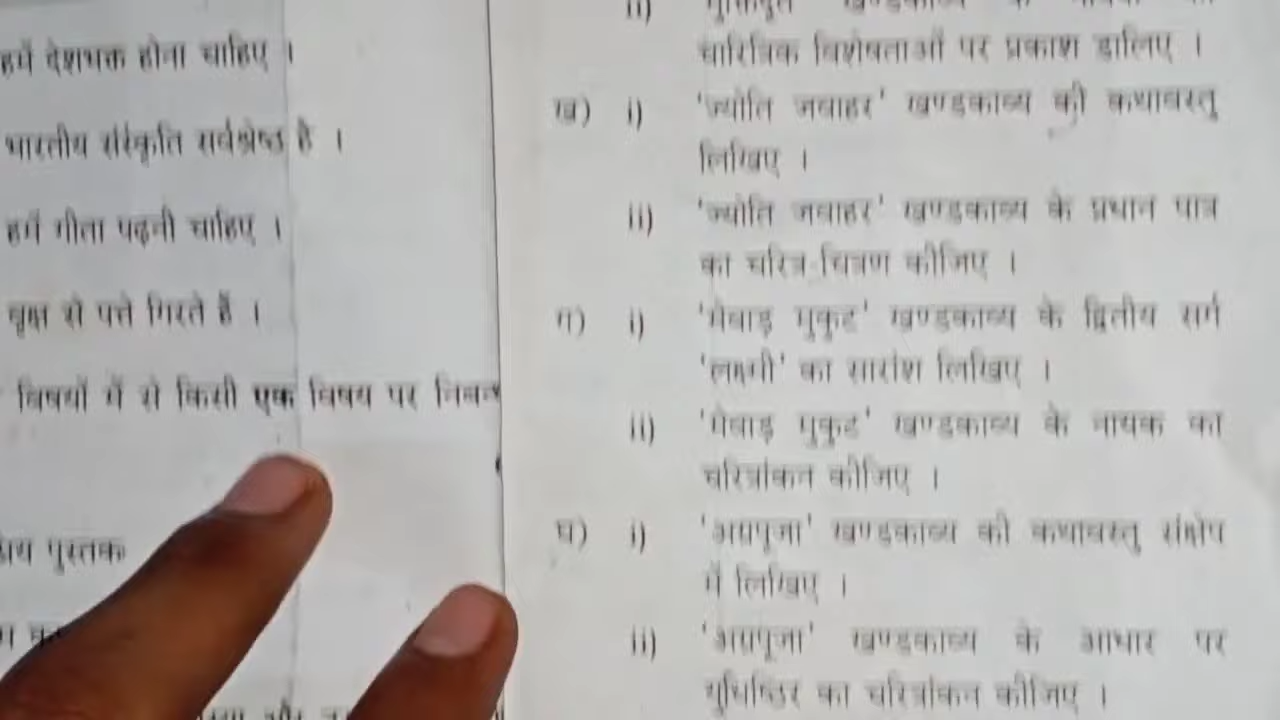 हमें देशभक्त होना चाहिए ।
भारतीय संस्कृति सर्वश्रेष्ठ है ।
हमें गीता पढ़नी चाहिए ।
वृक्ष से पत्ते गिरते हैं ।
विषयों में से किसी एक विषय पर निबन्ध
पुस्तक
ii)
चारित्रिक विशेषताओं पर प्रकाश डालिए ।
ख) i) 'ज्योति जवाहर' खण्डकाव्य की कथावस्तु
लिखिए ।
ii) 'ज्योति जवाहर' खण्डकाव्य के प्रधान पात्र
का चरित्र-चित्रण कीजिए ।
ग) i) 'मेवाड़ मुकुट' खण्डकाव्य के द्वितीय सर्ग
'लक्ष्मी' का सारांश लिखिए ।
ii) 'मेवाड़ मुकुट' खण्डकाव्य के नायक का
चरित्रांकन कीजिए ।
घ) i) 'अग्रपूजा' खण्डकाव्य की कथावस्तु संक्षेप
में लिखिए ।
ii) 'अग्रपूजा' खण्डकाव्य के आधार पर
युधिष्ठिर का चरित्रांकन कीजिए ।